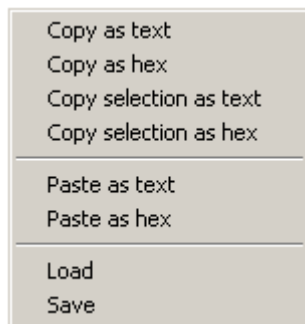 Copy as text
Copy as hex
Copy selection as text
Copy selection as hex
Paste as text
Paste as hex
Load
Save